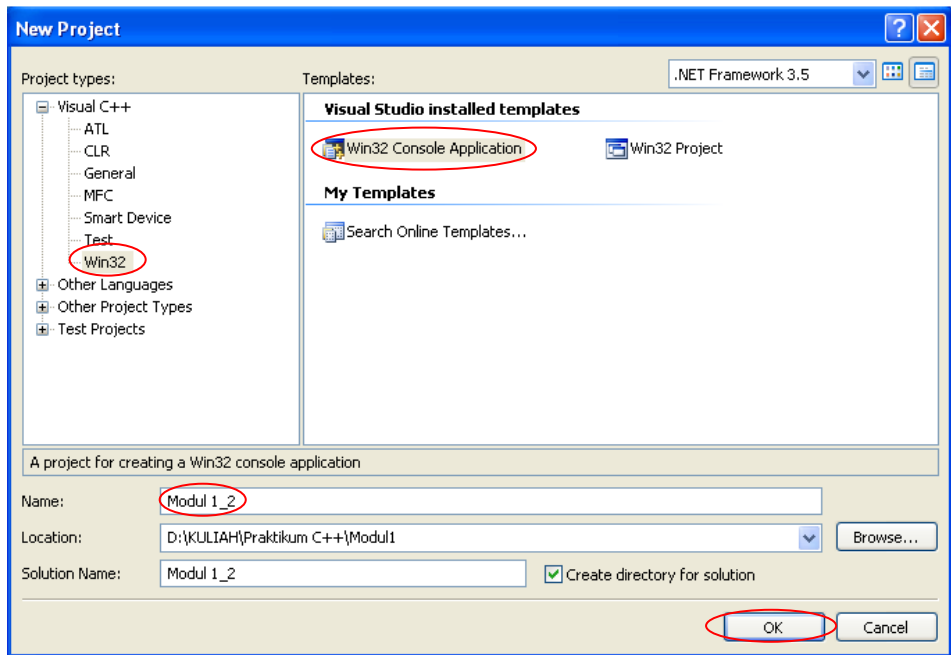 New Project
Project types:
Templates:
.NET Framework 3.5
Visual C++
ATL
CLR
General
MFC
Smart Device
Test
Win32
Other Languages
Other Project Types
Test Projects
Visual Studio installed templates
Win32 Console Application
Win32 Project
My Templates
Search Online Templates...
A project for creating a Win32 console application
Name:
Modul 1_2
Location:
D:\KULIAH\Praktikum C++\Modul1
Browse...
Solution Name:
Modul 1_2
Create directory for solution
OK
Cancel